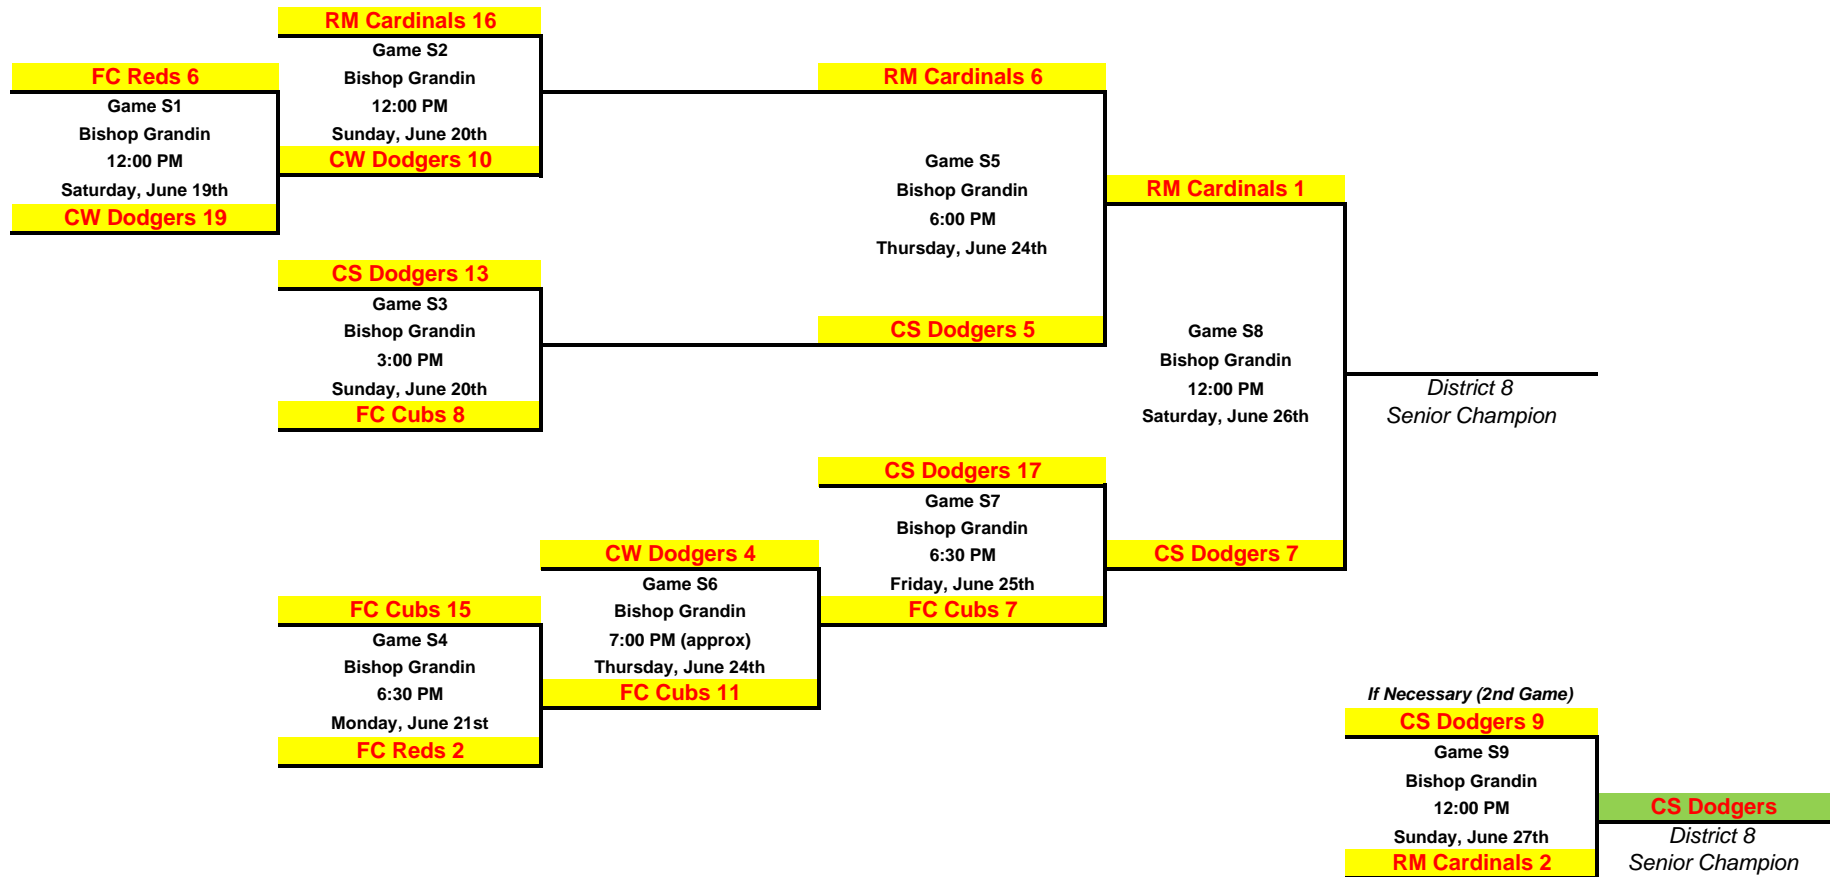 RM Cardinals 16
Game S2
Bishop Grandin
12:00 PM
Sunday, June 20th
CW Dodgers 10
FC Reds 6
Game S1
Bishop Grandin
12:00 PM
Saturday, June 19th
CW Dodgers 19
CS Dodgers 13
Game S3
Bishop Grandin
3:00 PM
Sunday, June 20th
FC Cubs 8
RM Cardinals 6
Game S5
Bishop Grandin
6:00 PM
Thursday, June 24th
CS Dodgers 5
RM Cardinals 1
Game S8
Bishop Grandin
12:00 PM
Saturday, June 26th
CS Dodgers 7
District 8
Senior Champion
CS Dodgers 17
Game S7
Bishop Grandin
6:30 PM
Friday, June 25th
FC Cubs 7
CW Dodgers 4
Game S6
Bishop Grandin
7:00 PM (approx)
Thursday, June 24th
FC Cubs 11
FC Cubs 15
Game S4
Bishop Grandin
6:30 PM
Monday, June 21st
FC Reds 2
If Necessary (2nd Game)
CS Dodgers 9
Game S9
Bishop Grandin
12:00 PM
Sunday, June 27th
RM Cardinals 2
CS Dodgers
District 8
Senior Champion